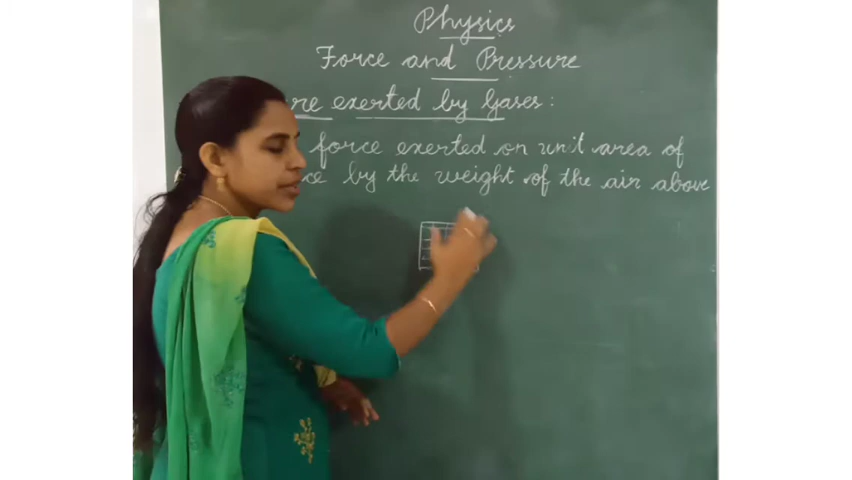 Physics
Force and Pressure
re exerted by Gases :
force exerted on unit area of
ce by the weight of the air above